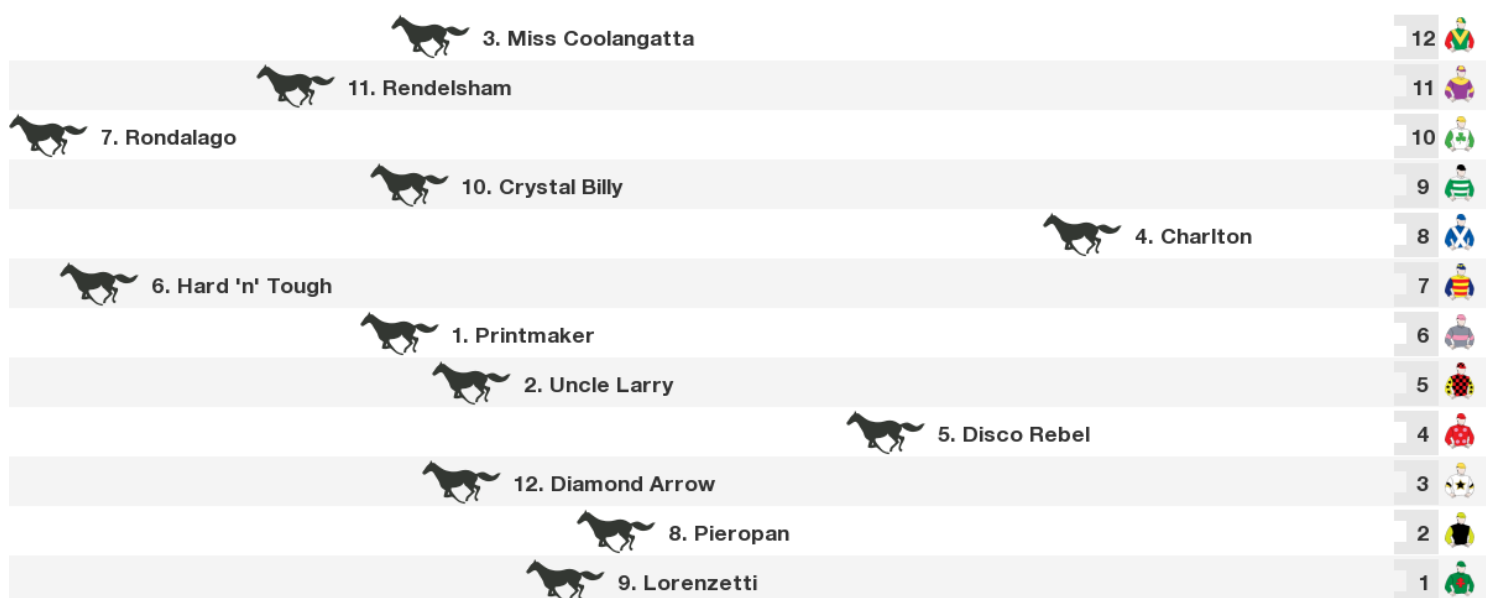 3. Miss Coolangatta 12
11. Rendelsham 11
7. Rondalago 10
10. Crystal Billy 9
4. Charlton 8
6. Hard 'n' Tough 7
1. Printmaker 6
2. Uncle Larry 5
5. Disco Rebel 4
12. Diamond Arrow 3
8. Pieropan 2
9. Lorenzetti 1